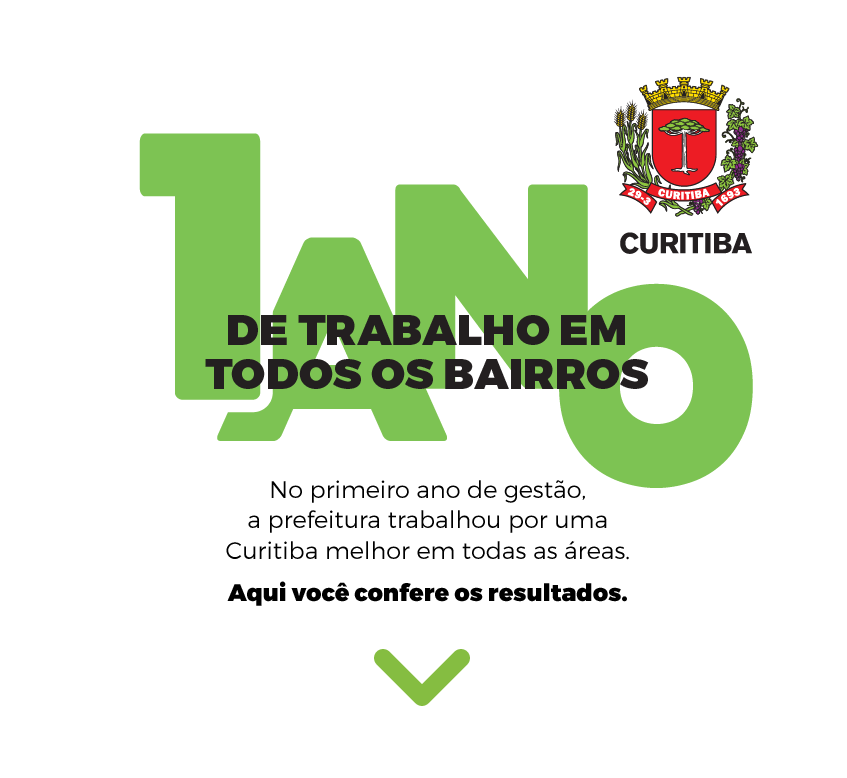 1 ANO
29-3 CURITIBA 1693
CURITIBA
DE TRABALHO EM
TODOS OS BAIRROS
No primeiro ano de gestão,
a prefeitura trabalhou por uma
Curitiba melhor em todas as áreas.
Aqui você confere os resultados.